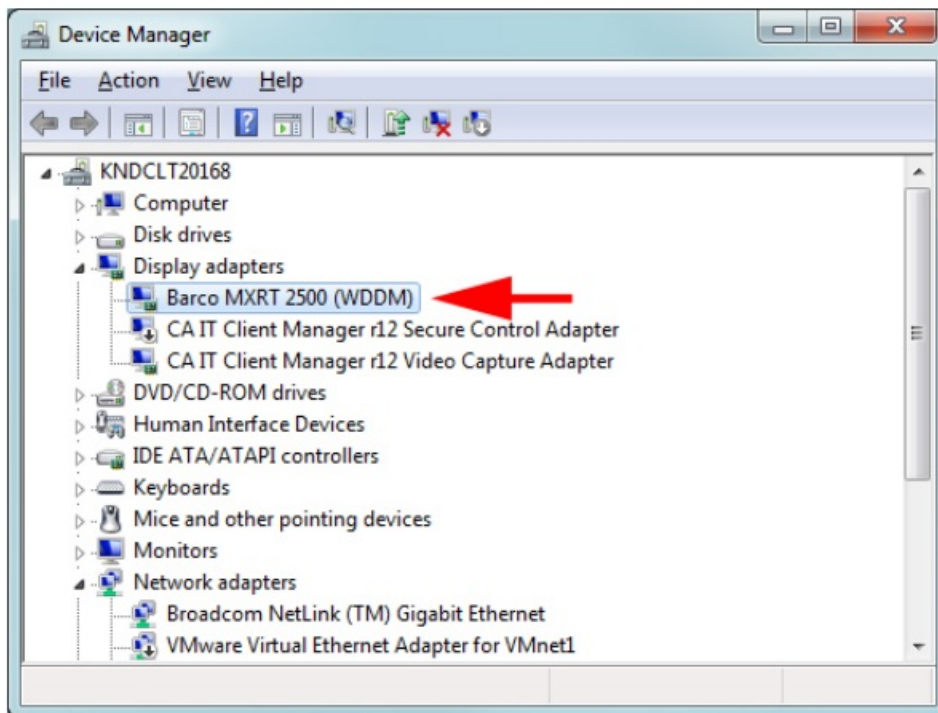 Device Manager
File Action View Help
KNDCLT20168
Computer
Disk drives
Display adapters
Barco MXRT 2500 (WDDM)
CA IT Client Manager r12 Secure Control Adapter
CA IT Client Manager r12 Video Capture Adapter
DVD/CD-ROM drives
Human Interface Devices
IDE ATA/ATAPI controllers
Keyboards
Mice and other pointing devices
Monitors
Network adapters
Broadcom NetLink (TM) Gigabit Ethernet
VMware Virtual Ethernet Adapter for VMnet1